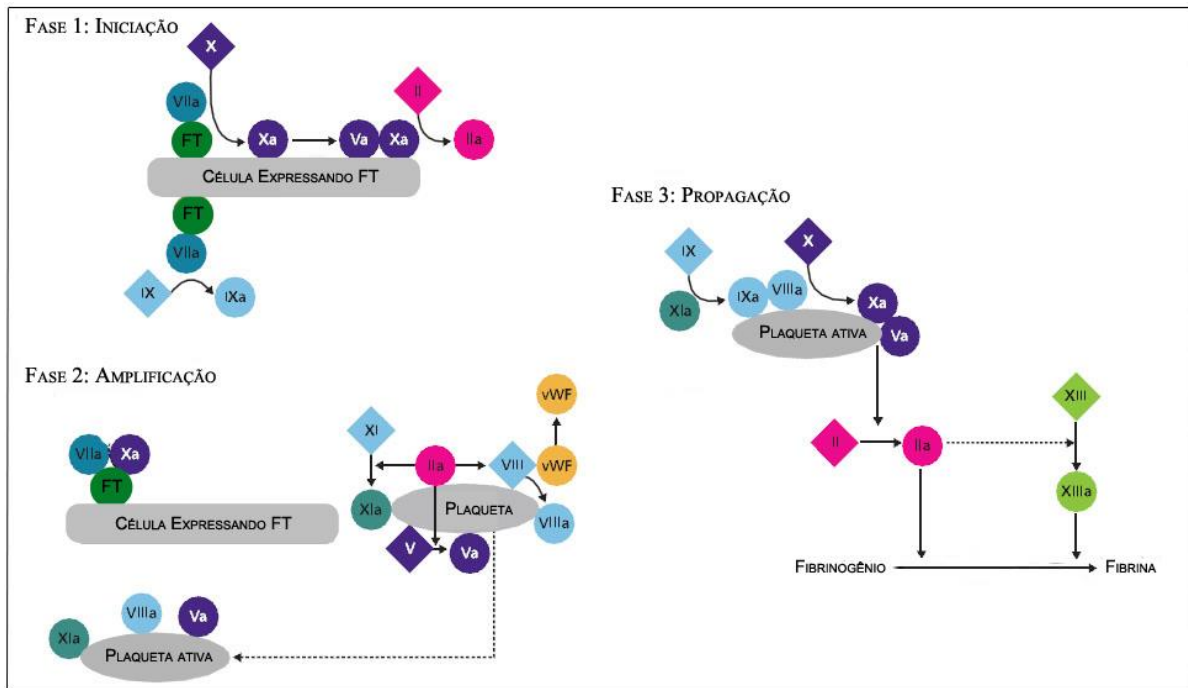 FASE 1: INICIAÇÃO
X
II
VIIa
FT
Xa
Va
Xa
IIa
CÉLULA EXPRESSANDO FT
FT
VIIa
IX
IXa
FASE 2: AMPLIFICAÇÃO
VIIa
Xa
FT
CÉLULA EXPRESSANDO FT
vWF
XI
IIa
VIII
vWF
XIa
PLAQUETA
VIIIa
V
Va
XIa
VIIIa
Va
PLAQUETA ATIVA
FASE 3: PROPAGAÇÃO
IX
X
XIa
IXa
VIIIa
Xa
Va
PLAQUETA ATIVA
II
IIa
XIII
XIIIa
FIBRINOGÊNIO
FIBRINA